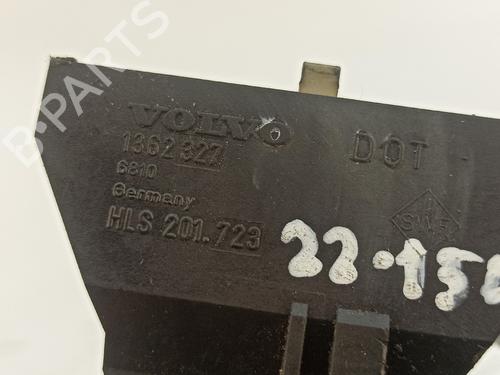 VOLVO
1362 327
6810
Germany
HLS 201.723
DOT
SWF
22-15
B-PARTS